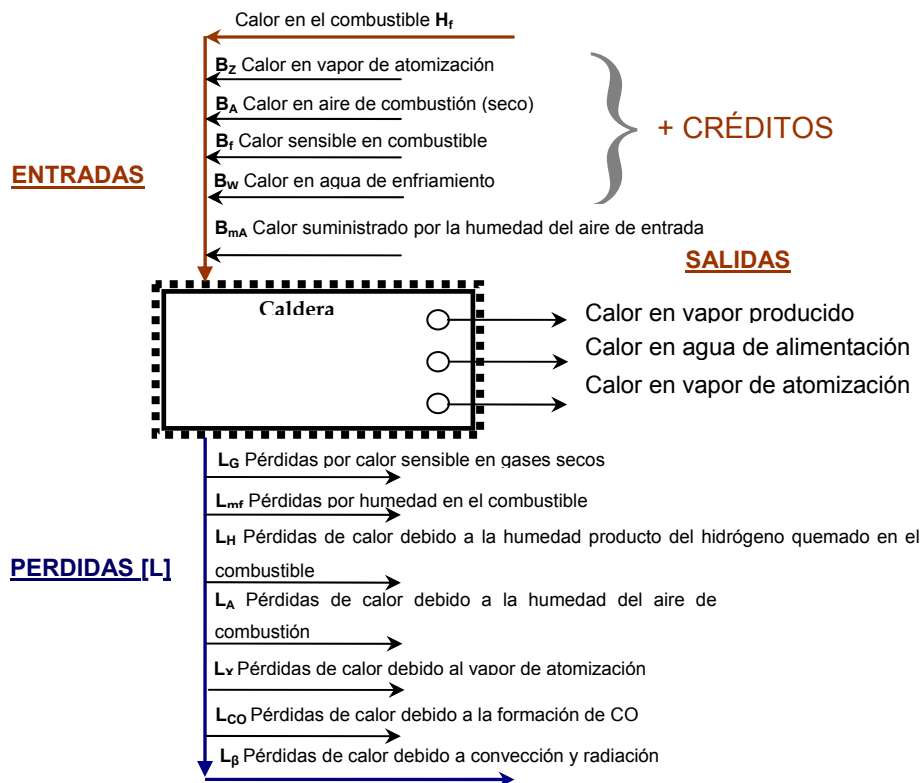 Calor en el combustible Hf
BZ Calor en vapor de atomización
BA Calor en aire de combustión (seco)
Bf Calor sensible en combustible
BW Calor en agua de enfriamiento
BmA Calor suministrado por la humedad del aire de entrada
+ CRÉDITOS
ENTRADAS
SALIDAS
Caldera
Calor en vapor producido
Calor en agua de alimentación
Calor en vapor de atomización
LG Pérdidas por calor sensible en gases secos
Lmf Pérdidas por humedad en el combustible
LH Pérdidas de calor debido a la humedad producto del hidrógeno quemado en el
combustible
PERDIDAS [L]
LA Pérdidas de calor debido a la humedad del aire de
combustión
LX Pérdidas de calor debido al vapor de atomización
LCO Pérdidas de calor debido a la formación de CO
Lβ Pérdidas de calor debido a convección y radiación